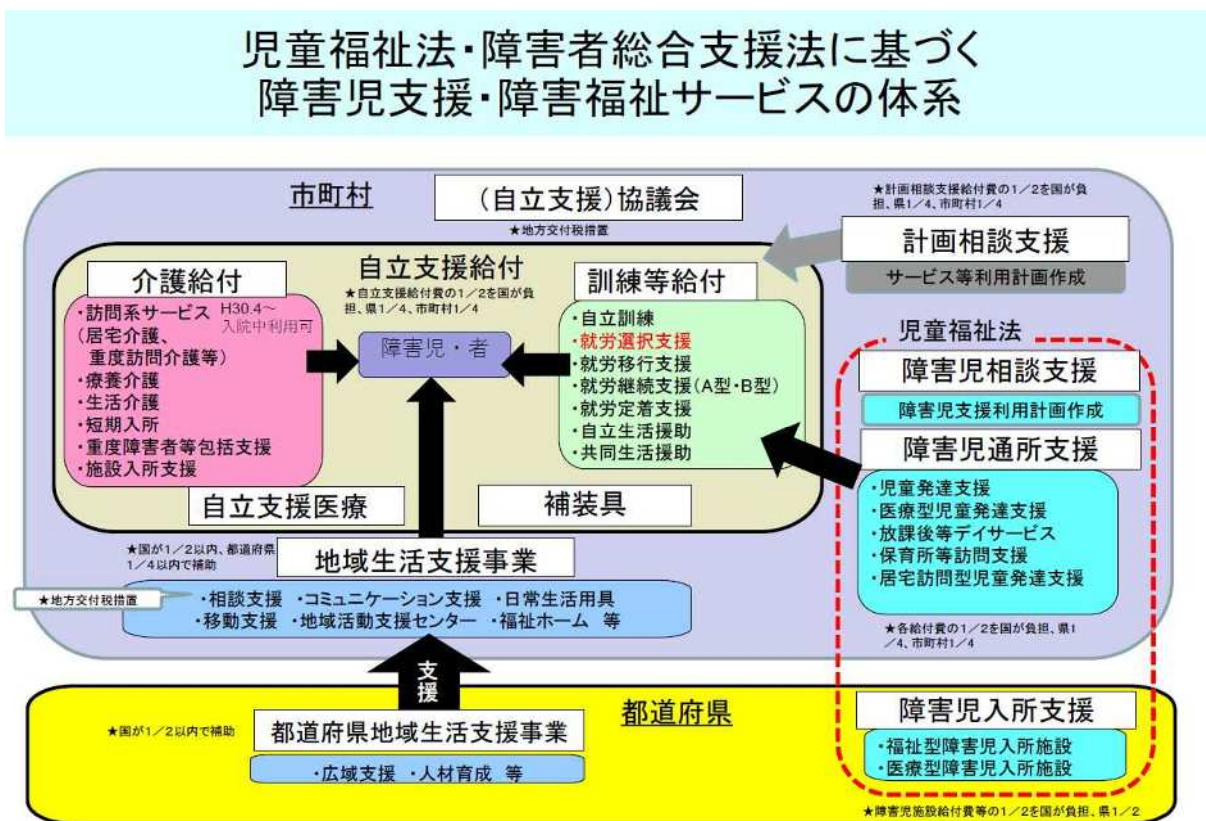 児童福祉法・障害者総合支援法に基づく
障害児支援・障害福祉サービスの体系
市町村
(自立支援)協議会
★地方交付税措置
★計画相談支援給付費の1/2を国が負
担、県1/4、市町村1/4
計画相談支援
サービス等利用計画作成
介護給付
・訪問系サービス
H30.4~
入院中利用可
(居宅介護、
重度訪問介護等)
・療養介護
・生活介護
・短期入所
・重度障害者等包括支援
・施設入所支援
自立支援給付
★自立支援給付費の1/2を国が負
担、県1/4、市町村1/4
障害児・者
訓練等給付
・自立訓練
・就労選択支援
・就労移行支援
・就労継続支援(A型・B型)
・就労定着支援
・自立生活援助
・共同生活援助
自立支援医療
補装具
児童福祉法
障害児相談支援
障害児支援利用計画作成
障害児通所支援
・児童発達支援
・医療型児童発達支援
・放課後等デイサービス
・保育所等訪問支援
・居宅訪問型児童発達支援
★各給付費の1/2を国が負担、県1
/4、市町村1/4
★国が1/2以内、都道府県
1/4以内で補助
地域生活支援事業
★地方交付税措置
・相談支援 ・コミュニケーション支援 ・日常生活用具
・移動支援 ・地域活動支援センター ・福祉ホーム 等
支援
都道府県
★国が1/2以内で補助
都道府県地域生活支援事業
・広域支援 ・人材育成 等
障害児入所支援
・福祉型障害児入所施設
・医療型障害児入所施設
★障害児施設給付費等の1/2を国が負担、県1/2